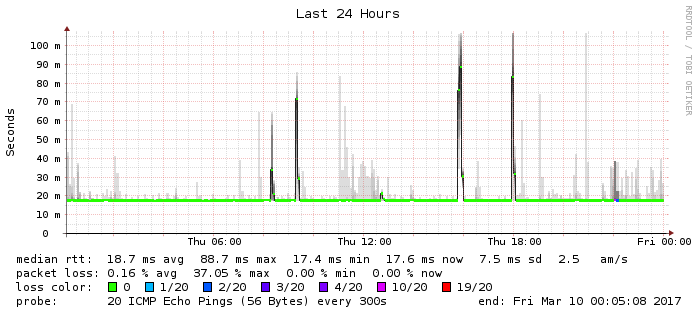 Last 24 Hours
RRDTOOL / TOBI OETIKER
Seconds
100 m
90 m
80 m
70 m
60 m
50 m
40 m
30 m
20 m
10 m
0
Thu 06:00 Thu 12:00 Thu 18:00 Fri 00:00
median rtt: 18.7 ms avg 88.7 ms max 17.4 ms min 17.6 ms now 7.5 ms sd 2.5 am/s
packet loss: 0.16 % avg 37.05 % max 0.00 % min 0.00 % now
loss color: 0 1/20 2/20 3/20 4/20 10/20 19/20
probe: 20 ICMP Echo Pings (56 Bytes) every 300s end: Fri Mar 10 00:05:08 2017